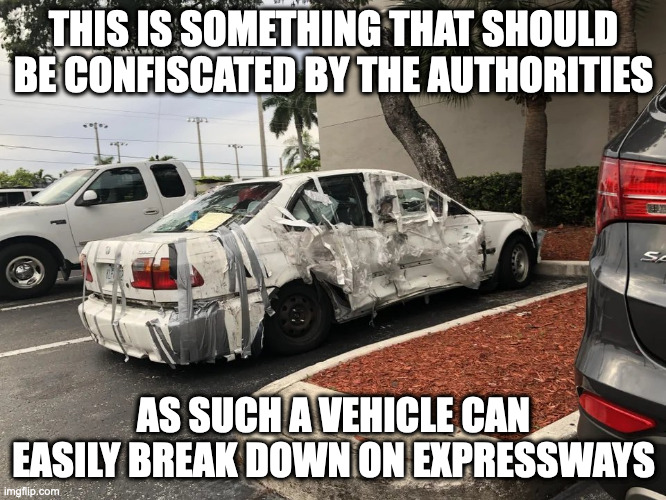 THIS IS SOMETHING THAT SHOULD
BE CONFISCATED BY THE AUTHORITIES
SA
AS SUCH A VEHICLE CAN
EASILY BREAK DOWN ON EXPRESSWAYS
imgflip.com